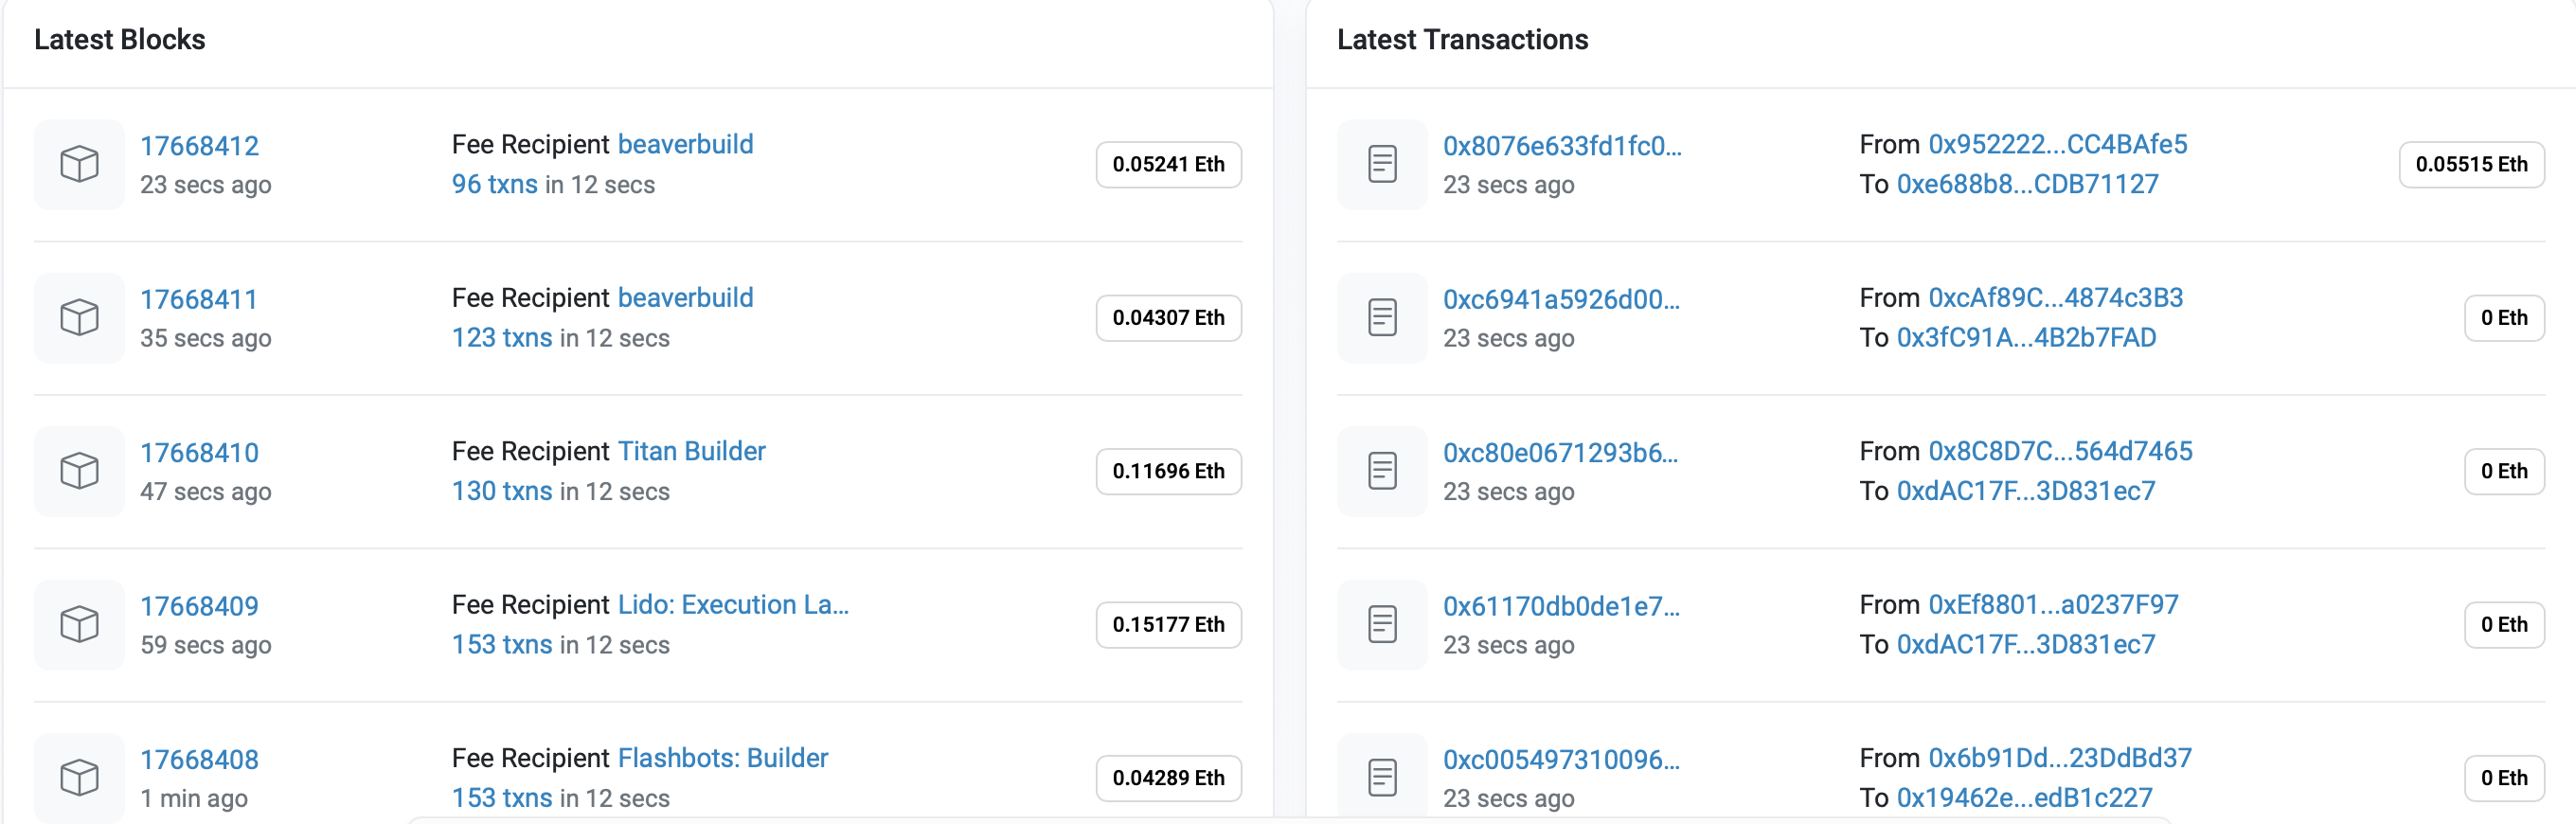 Latest Blocks
17668412
23 secs ago
Fee Recipient beaverbuild
96 txns in 12 secs
0.05241 Eth
17668411
35 secs ago
Fee Recipient beaverbuild
123 txns in 12 secs
0.04307 Eth
17668410
47 secs ago
Fee Recipient Titan Builder
130 txns in 12 secs
0.11696 Eth
17668409
59 secs ago
Fee Recipient Lido: Execution La...
153 txns in 12 secs
0.15177 Eth
17668408
1 min ago
Fee Recipient Flashbots: Builder
153 txns in 12 secs
0.04289 Eth
Latest Transactions
0x8076e633fd1fc0...
23 secs ago
From 0x952222...CC4BAfe5
To 0xe688b8...CDB71127
0.05515 Eth
0xc6941a5926d00...
23 secs ago
From 0xcAf89C...4874c3B3
To 0x3fC91A...4B2b7FAD
0 Eth
0xc80e0671293b6...
23 secs ago
From 0x8C8D7C...564d7465
To 0xdAC17F...3D831ec7
0 Eth
0x61170db0de1e7...
23 secs ago
From 0xEf8801...a0237F97
To 0xdAC17F...3D831ec7
0 Eth
0xc005497310096...
23 secs ago
From 0x6b91Dd...23DdBd37
To 0x19462e...edB1c227
0 Eth